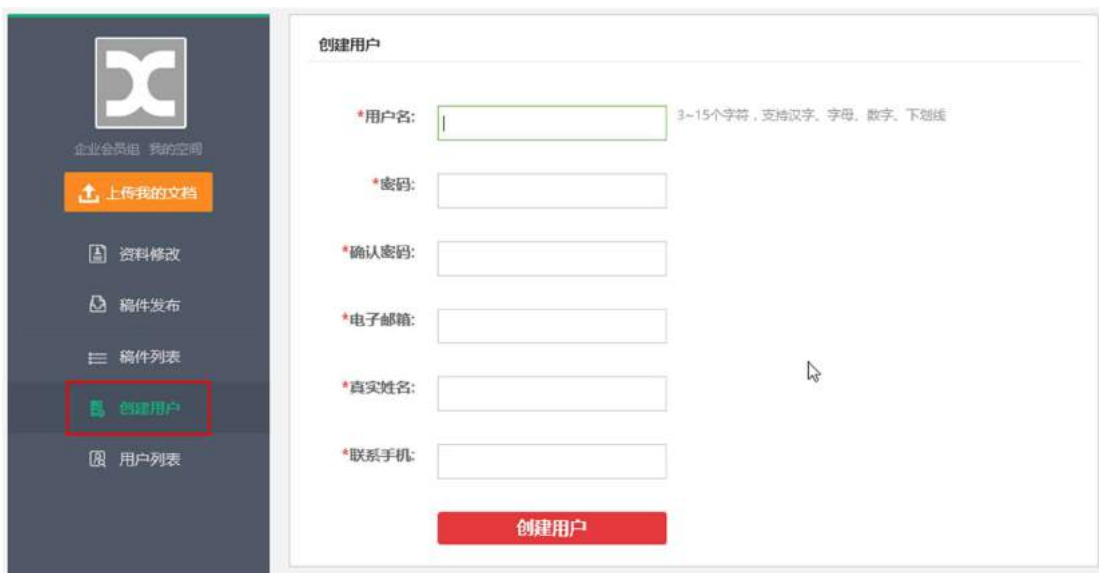 企业会员组 我的空间
上传我的文档
资料修改
稿件发布
稿件列表
创建用户
用户列表
创建用户
*用户名:
3~15个字符，支持汉字、字母、数字、下划线
*密码:
*确认密码:
*电子邮箱:
*真实姓名:
*联系手机:
创建用户